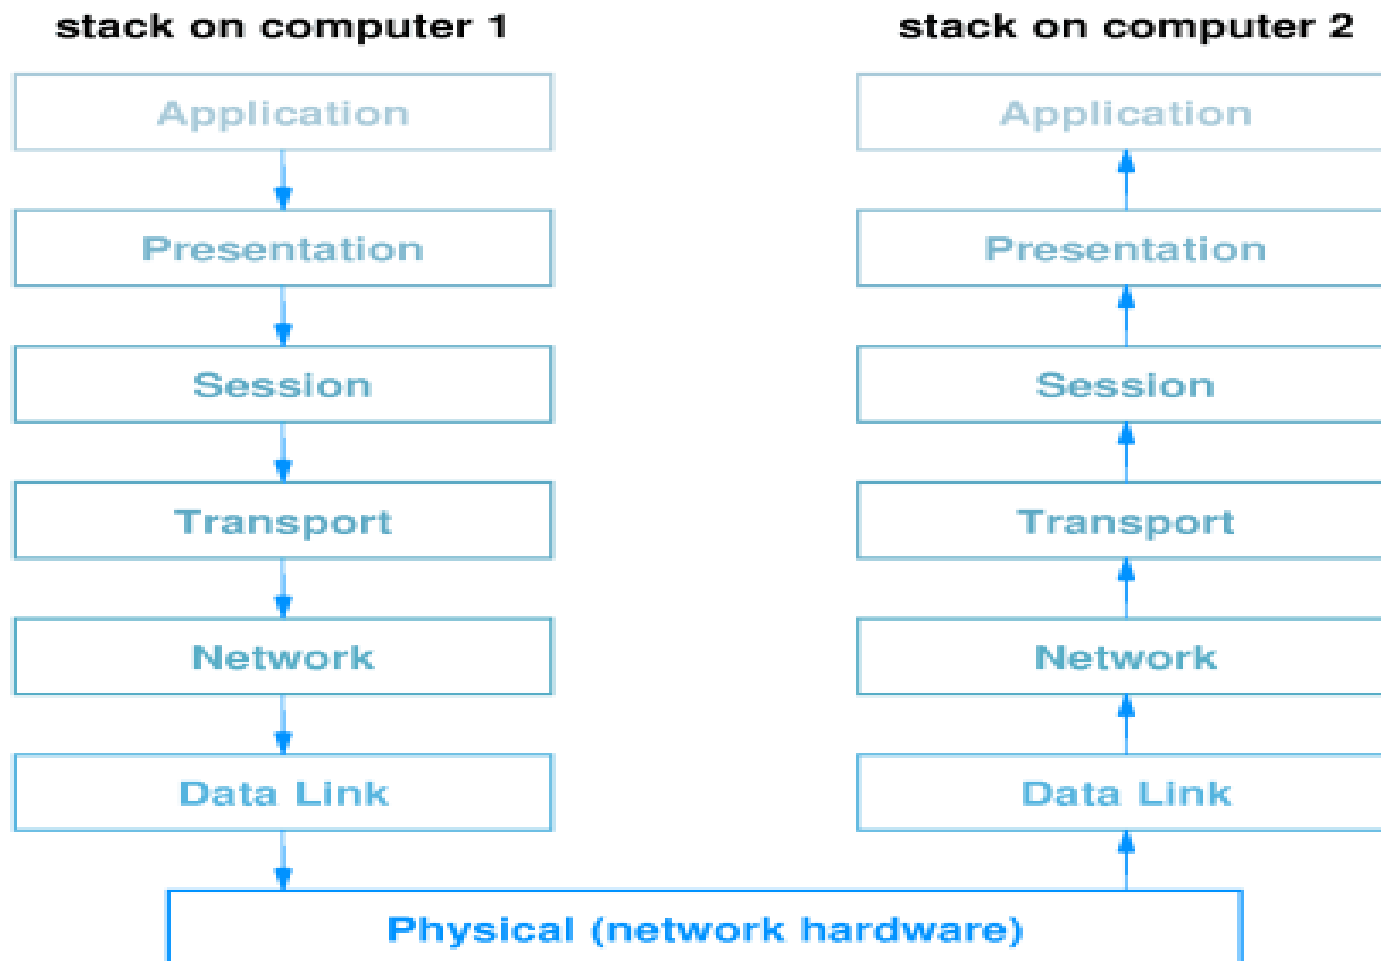 stack on computer 1
stack on computer 2
Application
Application
Presentation
Presentation
Session
Session
Transport
Transport
Network
Network
Data Link
Data Link
Physical (network hardware)